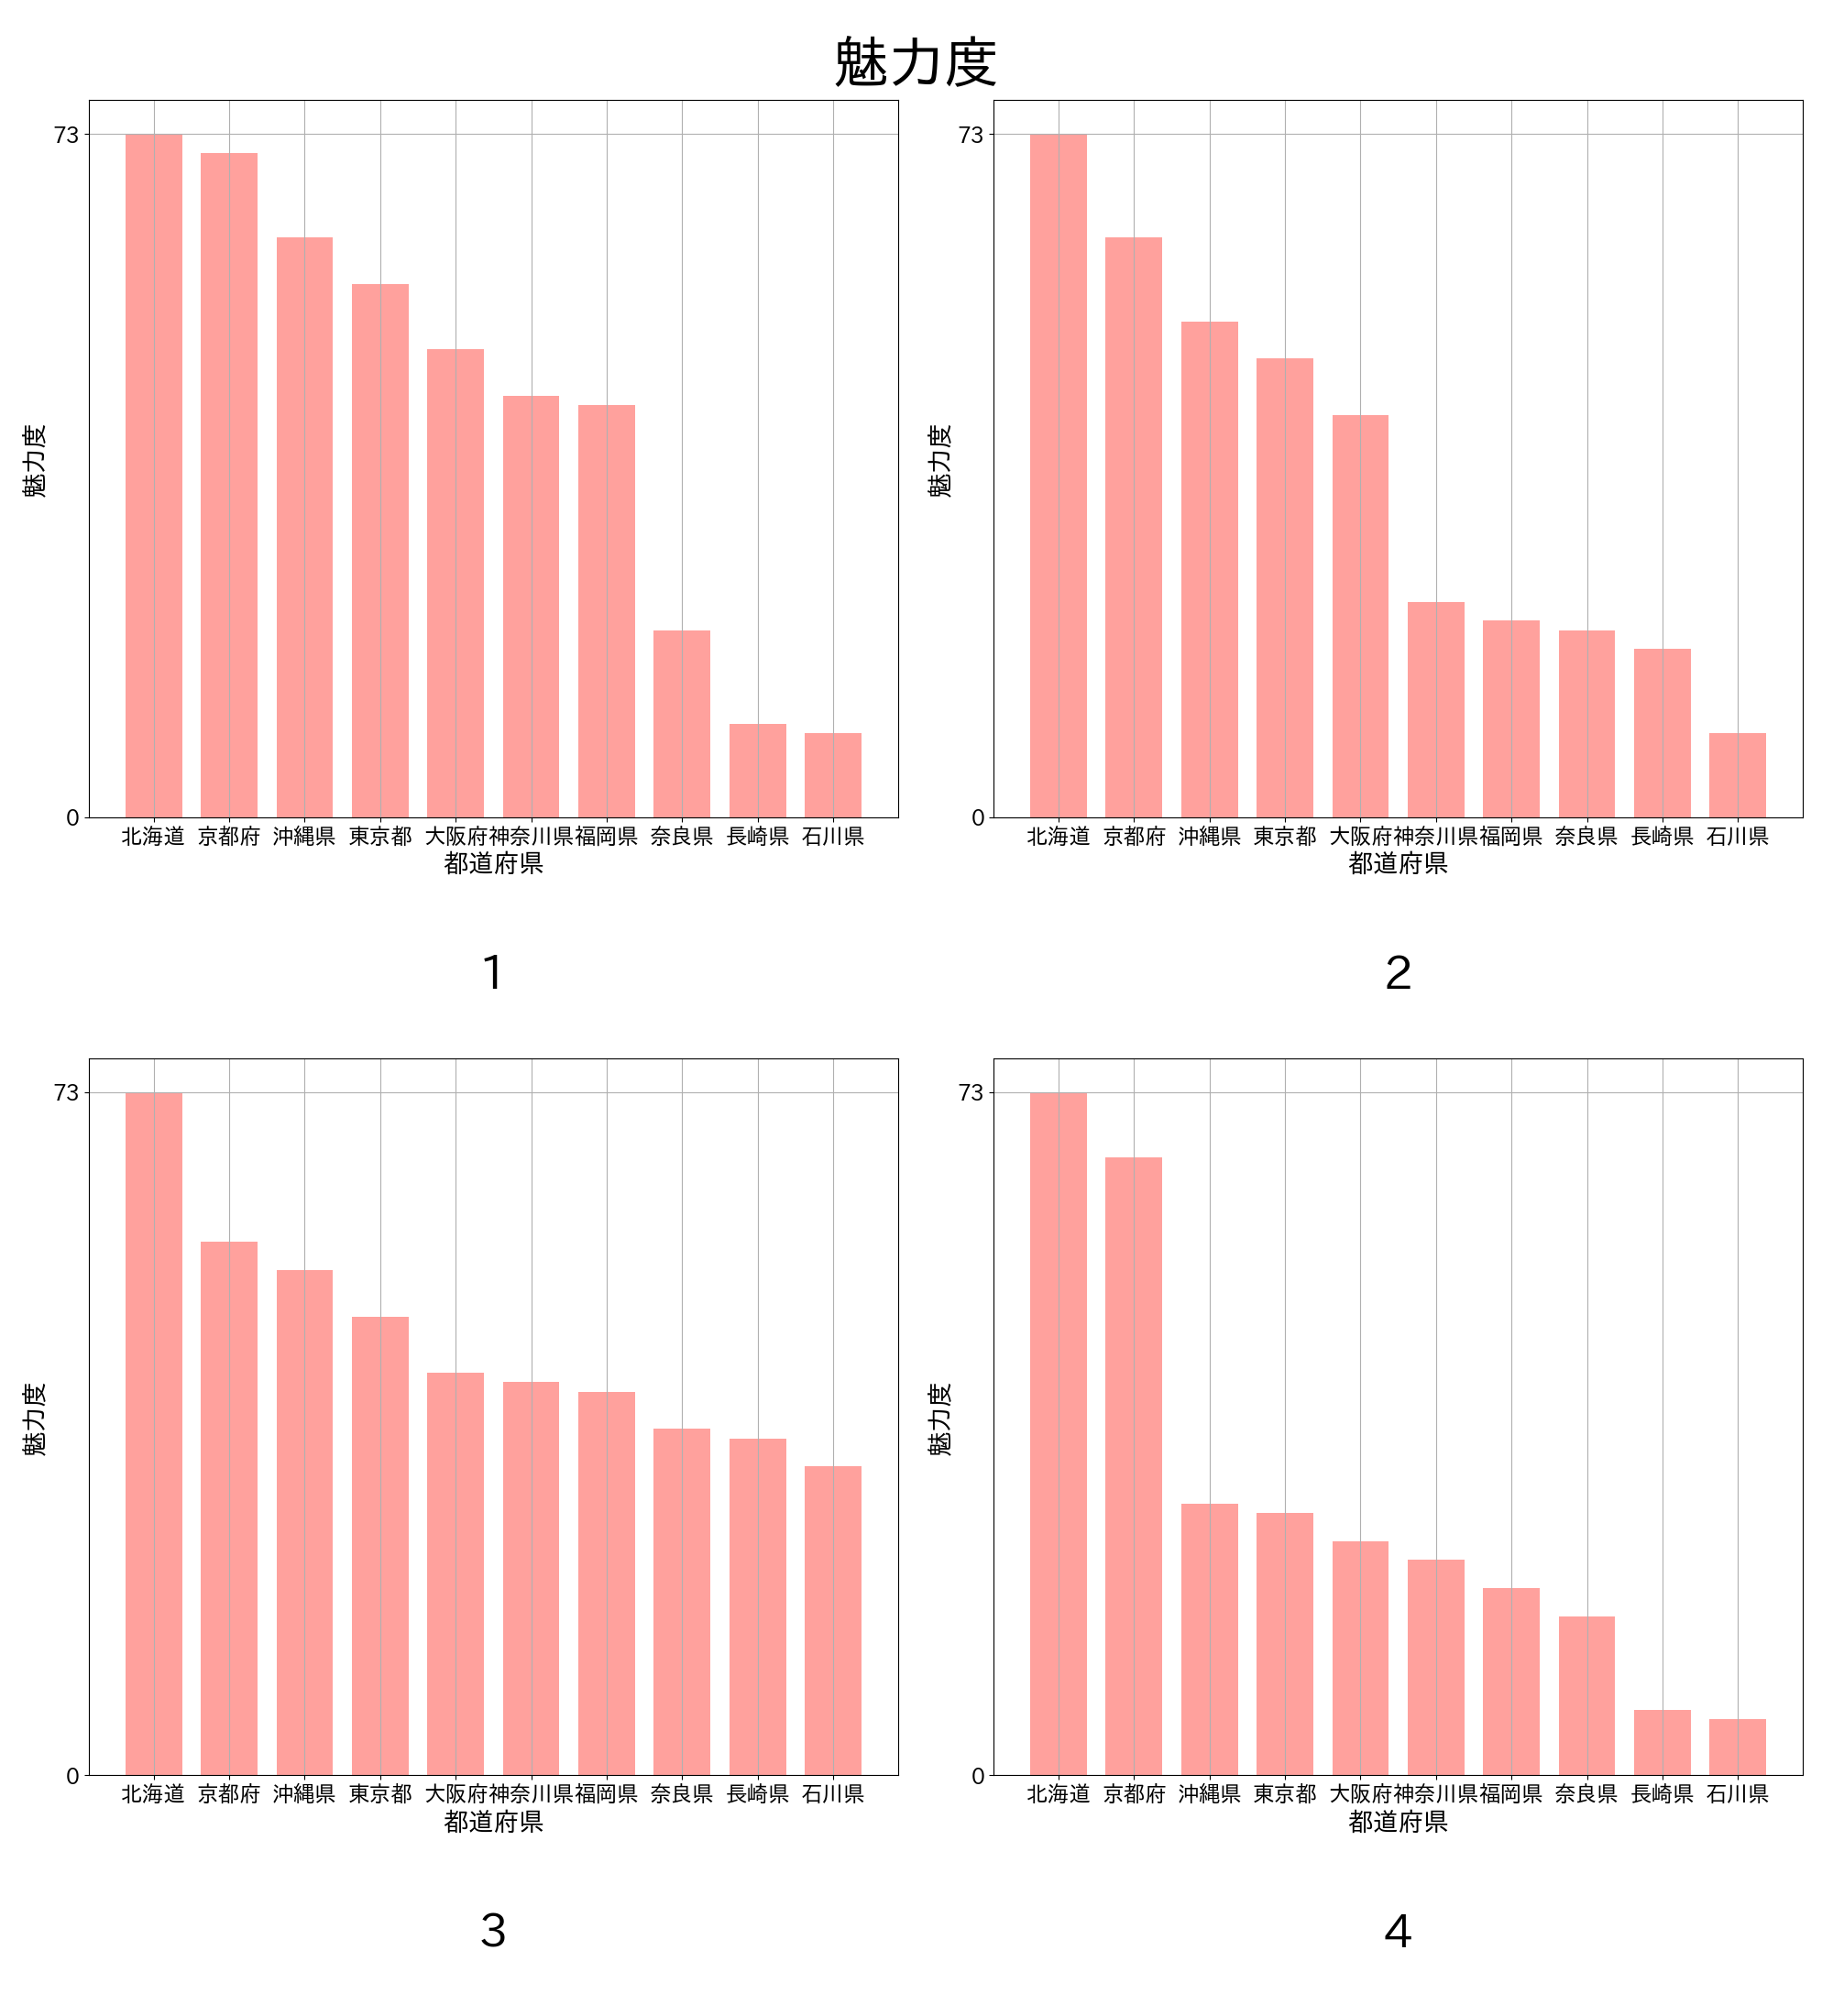 魅力度
73
0
魅力度
北海道 京都府 沖縄県 東京都 大阪府 神奈川県 福岡県 奈良県 長崎県 石川県
都道府県
1
73
0
魅力度
北海道 京都府 沖縄県 東京都 大阪府 神奈川県 福岡県 奈良県 長崎県 石川県
都道府県
2
73
0
魅力度
北海道 京都府 沖縄県 東京都 大阪府 神奈川県 福岡県 奈良県 長崎県 石川県
都道府県
3
73
0
魅力度
北海道 京都府 沖縄県 東京都 大阪府 神奈川県 福岡県 奈良県 長崎県 石川県
都道府県
4